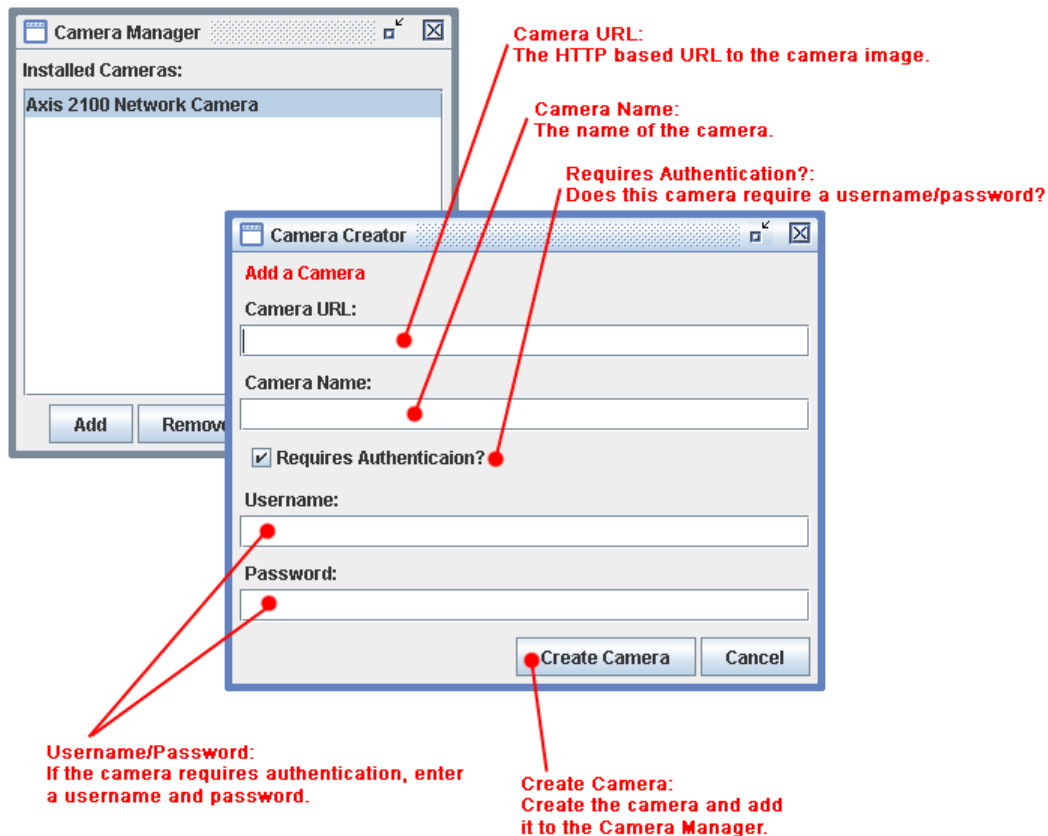 Camera Manager
Installed Cameras:
Axis 2100 Network Camera
Add
Remove
Camera URL:
The HTTP based URL to the camera image.
Camera Name:
The name of the camera.
Requires Authentication?:
Does this camera require a username/password?
Camera Creator
Add a Camera
Camera URL:
Camera Name:
Requires Authenticaion?
Username:
Password:
Create Camera
Cancel
Username/Password:
If the camera requires authentication, enter
a username and password.
Create Camera:
Create the camera and add
it to the Camera Manager.